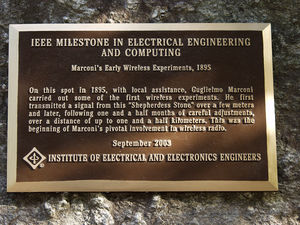 IEEE MILESTONE IN ELECTRICAL ENGINEERING
AND COMPUTING
Marconi's Early Wireless Experiments, 1895
On this spot in 1895, with local assistance, Guglielmo Marconi
carried out some of the first wireless experiments. He first
transmitted a signal from this "Shepherdess Stone" over a few meters
and later, following one and a half months of careful adjustments,
over a distance of up to one and a half kilometers. This was the
beginning of Marconi's pivotal involvement in wireless radio.
September 2003
INSTITUTE OF ELECTRICAL AND ELECTRONICS ENGINEERS